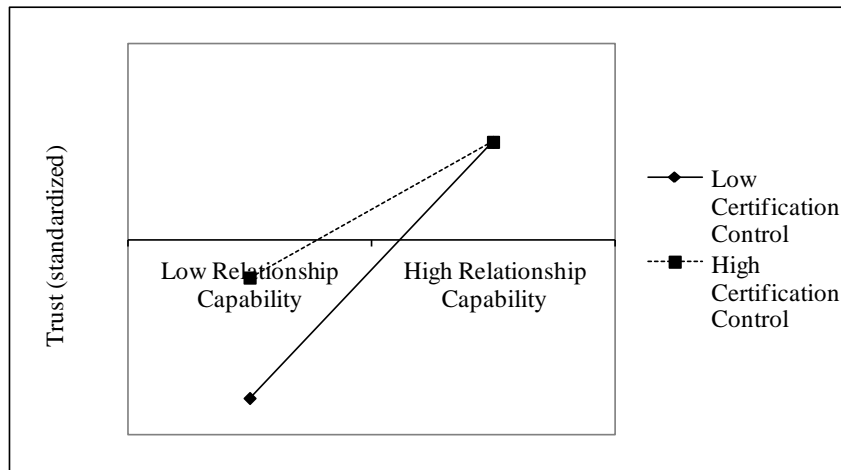 Trust (standardized)
Low Relationship
Capability
High Relationship
Capability
Low
Certification
Control
High
Certification
Control